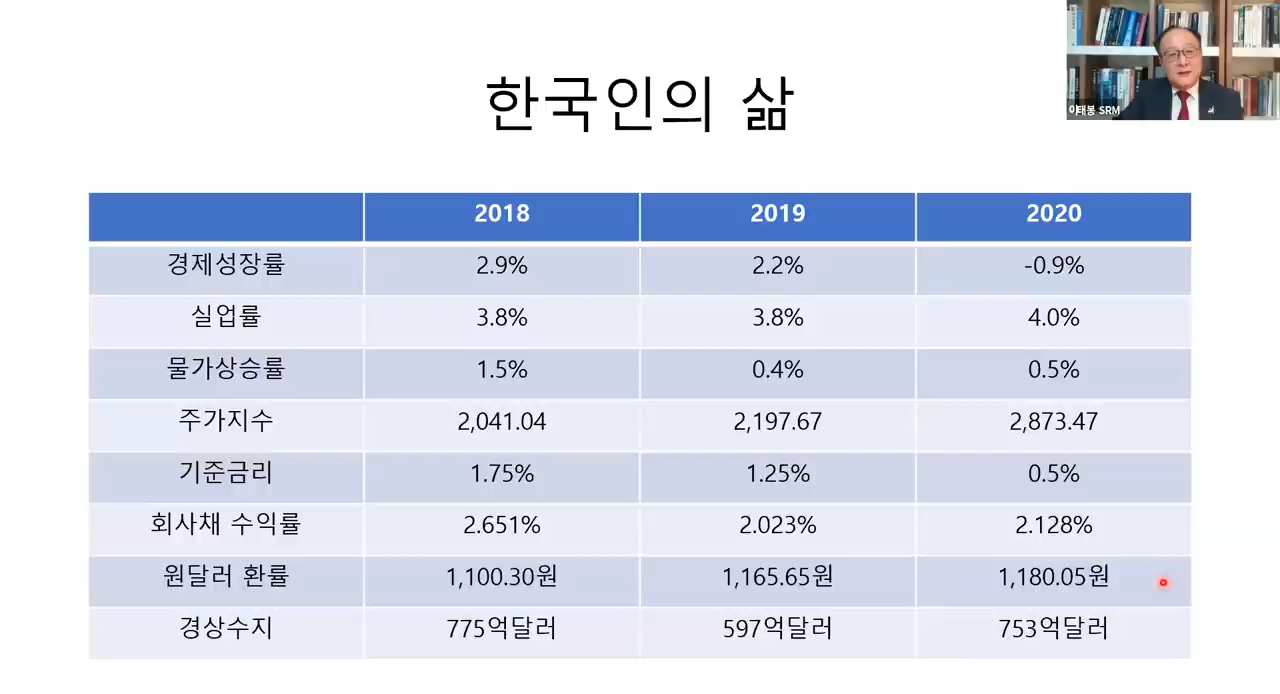 이태봉 SRM
한국인의 삶
2018 2019 2020
경제성장률 2.9% 2.2% -0.9%
실업률 3.8% 3.8% 4.0%
물가상승률 1.5% 0.4% 0.5%
주가지수 2,041.04 2,197.67 2,873.47
기준금리 1.75% 1.25% 0.5%
회사채 수익률 2.651% 2.023% 2.128%
원달러 환률 1,100.30원 1,165.65원 1,180.05원
경상수지 775억달러 597억달러 753억달러